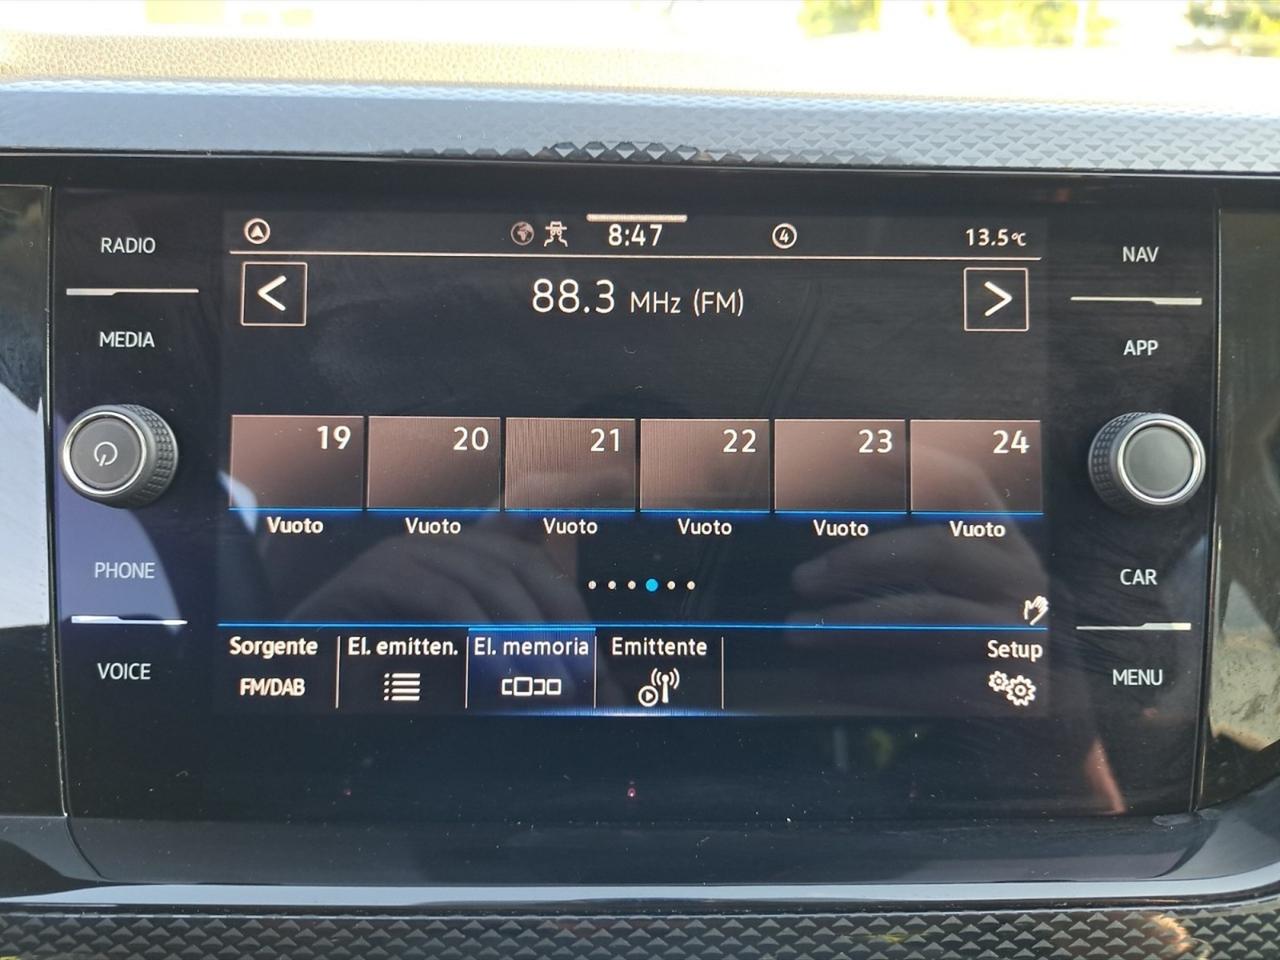 RADIO
MEDIA
PHONE
VOICE
8:47
4
13.5°C
88.3 MHz (FM)
19
20
21
22
23
24
Vuoto
Vuoto
Vuoto
Vuoto
Vuoto
Vuoto
Sorgente
FM/DAB
El. emitten.
El. memoria
Emittente
Setup
NAV
APP
CAR
MENU